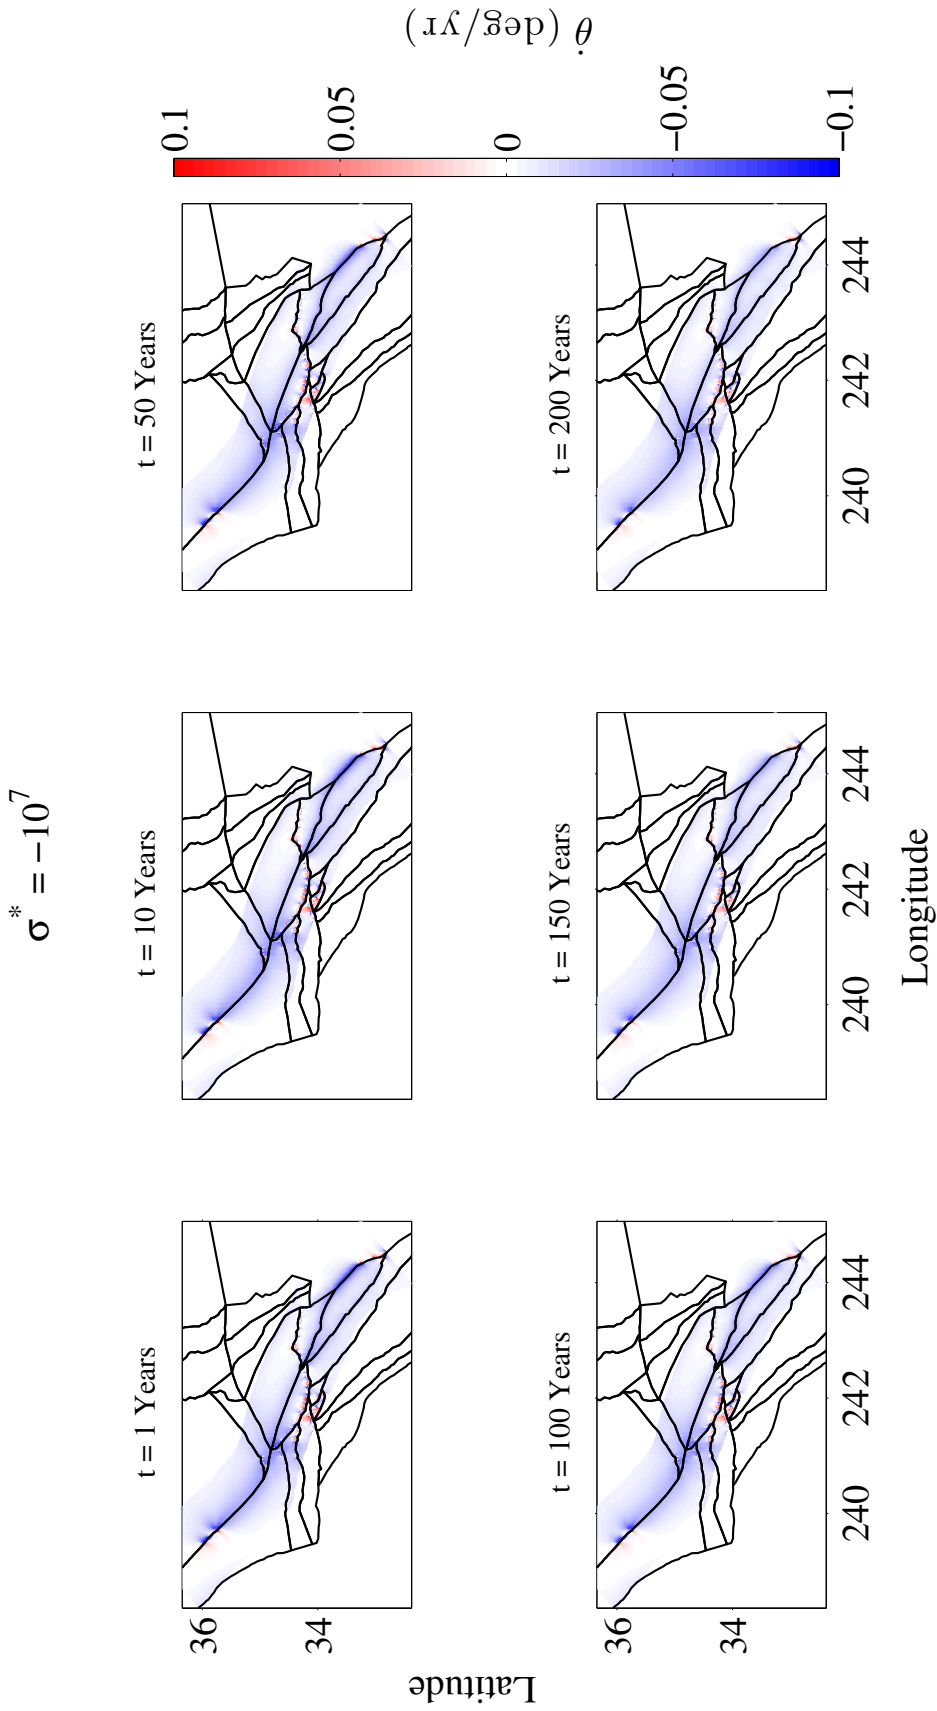 σ* = −10^7
t = 1 Years
t = 10 Years
t = 50 Years
36
34
Latitude
t = 100 Years
t = 150 Years
t = 200 Years
36
34
240
242
244
240
242
244
240
242
244
Longitude
0.1
0.05
0
−0.05
−0.1
θ̇ (deg/yr)